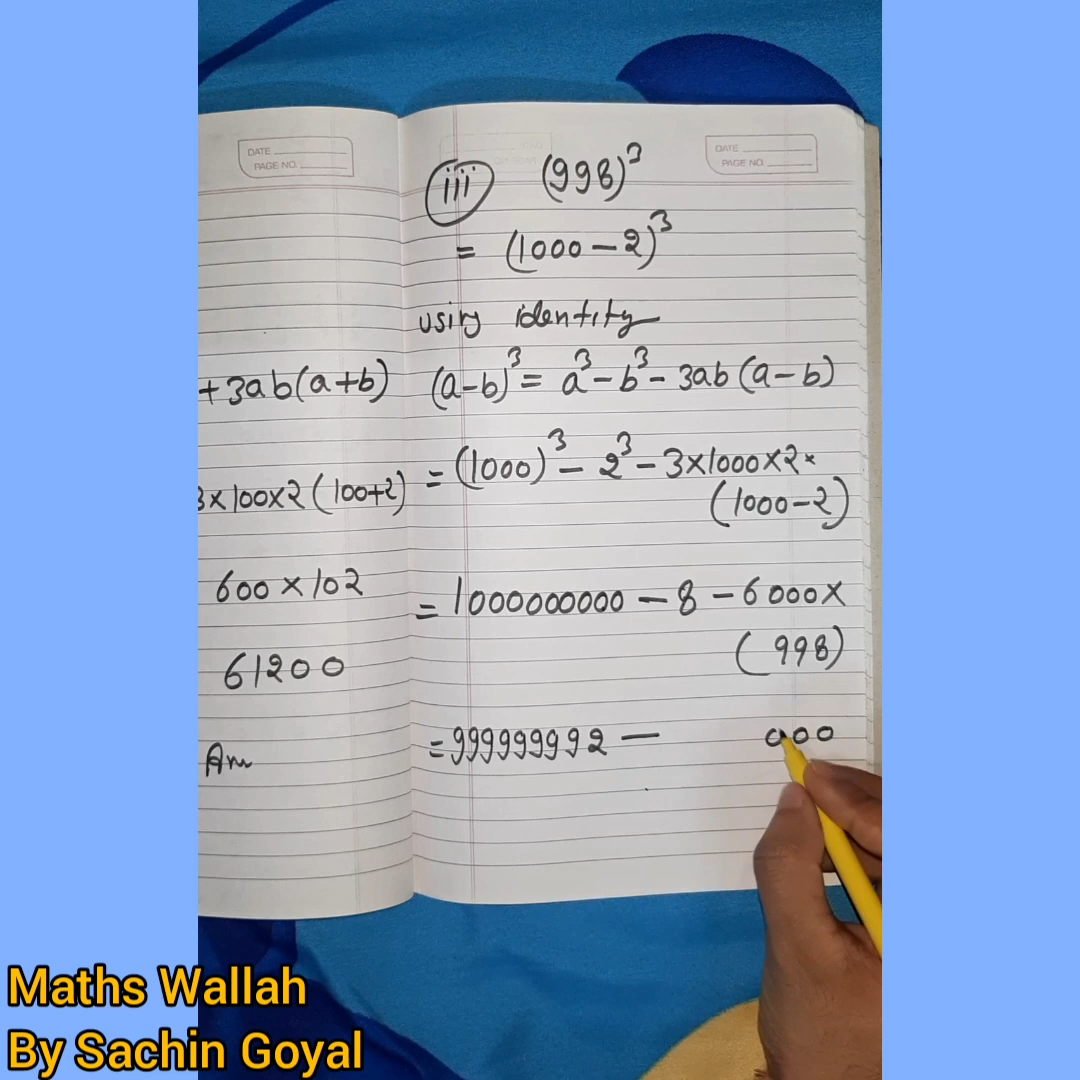 DATE
PAGE NO.
+3ab(a+b)
3×100×2(100+2)
600×102
61200
Ans
DATE
PAGE NO.
iii (998)³
= (1000-2)³
using identity
(a-b)³ = a³-b³-3ab(a-b)
= (1000)³-2³-3×1000×2×
(1000-2)
= 1000000000-8-6000×
(998)
= 999999992 - 000
Maths Wallah
By Sachin Goyal